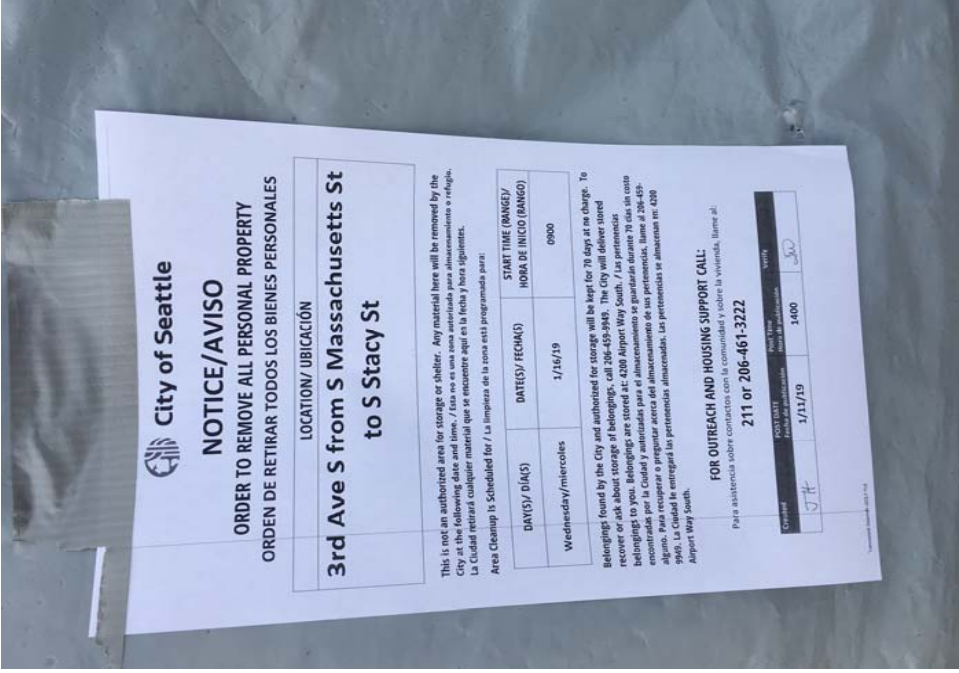 City of Seattle
NOTICE/AVISO
ORDER TO REMOVE ALL PERSONAL PROPERTY
ORDEN DE RETIRAR TODOS LOS BIENES PERSONALES
LOCATION/ UBICACIÓN
3rd Ave S from S Massachusetts St
to S Stacy St
This is not an authorized area for storage or shelter. Any material here will be removed by the
City at the following date and time. / Esta no es una zona autorizada para almacenamiento o refugio.
La Ciudad retirará cualquier material que se encuentre aquí en la fecha y hora siguientes.
Area Cleanup Is Scheduled for / La limpieza de la zona está programada para:
DAY(S)/ DÍA(S) DATE(S)/ FECHA(S) START TIME (RANGE)/
HORA DE INICIO (RANGO)
Wednesday/miercoles 1/16/19 0900
Belongings found by the City and authorized for storage will be kept for 70 days at no charge. To
recover or ask about storage of belongings, call 206-459-9949. The City will deliver stored
belongings to you. Belongings are stored at: 4200 Airport Way South. / Las pertenencias
encontradas por la Ciudad y autorizadas para el almacenamiento se guardarán durante 70 días sin costo
alguno. Para recuperar o preguntar acerca del almacenamiento de sus pertenencias, llame al 206-459-
9949. La Ciudad le entregará las pertenencias almacenadas. Las pertenencias se almacenan en: 4200
Airport Way South.
FOR OUTREACH AND HOUSING SUPPORT CALL:
Para asistencia sobre contactos con la comunidad y sobre la vivienda, llame al:
211 or 206-461-3222
Created POST DATE Post Time Verify
Fecha de publicación Hora de publicación
JH 1/11/19 1400